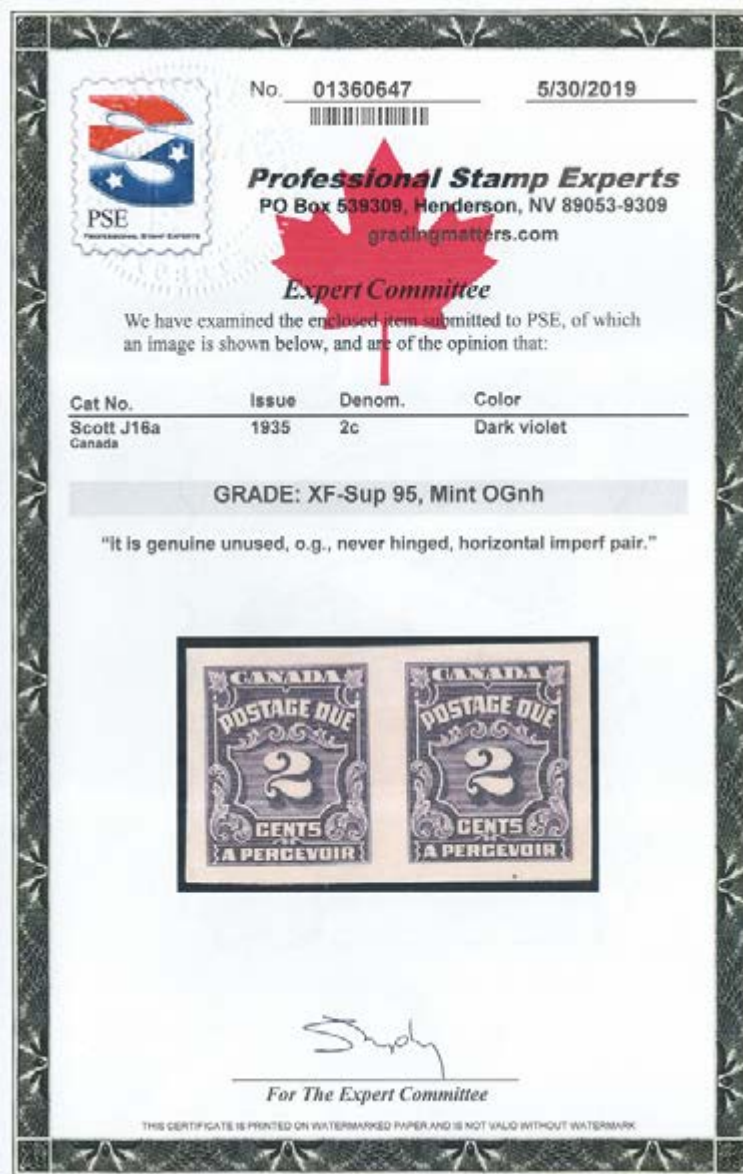 No. 01360647 5/30/2019
PSE
PROFESSIONAL STAMP EXPERTS
Professional Stamp Experts
PO Box 539309, Henderson, NV 89053-9309
gradingmatters.com
Expert Committee
We have examined the enclosed item submitted to PSE, of which
an image is shown below, and are of the opinion that:
Cat No. Issue Denom. Color
Scott J16a 1935 2c Dark violet
Canada
GRADE: XF-Sup 95, Mint OGnh
“it is genuine unused, o.g., never hinged, horizontal imperf pair.”
CANADA CANADA
POSTAGE DUE POSTAGE DUE
2 2
CENTS CENTS
A PERCEVOIR A PERCEVOIR
For The Expert Committee
THIS CERTIFICATE IS PRINTED ON WATERMARKED PAPER AND IS NOT VALID WITHOUT WATERMARK